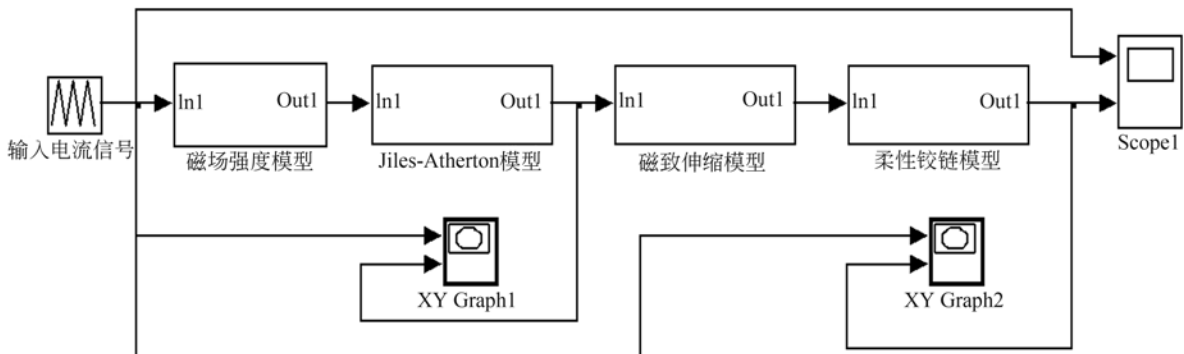 In1 Out1 In1 Out1 In1 Out1 In1 Out1
输入电流信号 磁场强度模型 Jiles-Atherton模型 磁致伸缩模型 柔性铰链模型 Scope1
XY Graph1 XY Graph2